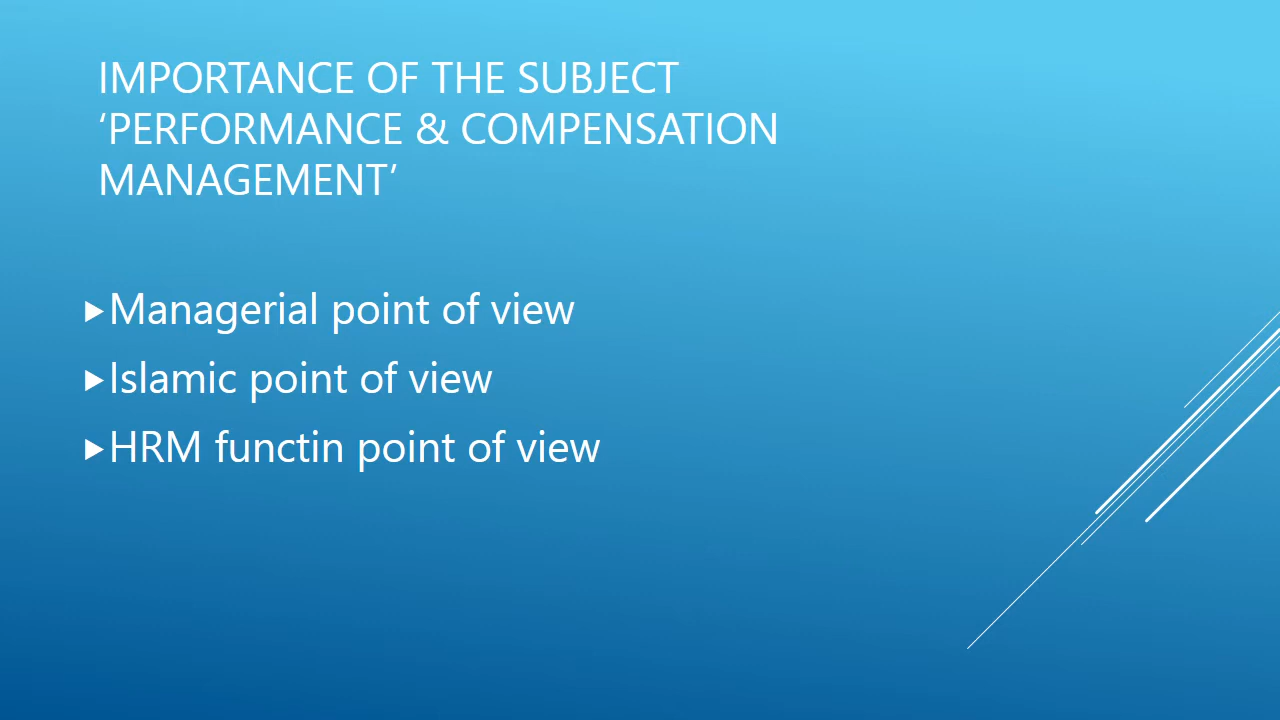 IMPORTANCE OF THE SUBJECT
‘PERFORMANCE & COMPENSATION
MANAGEMENT’
Managerial point of view
Islamic point of view
HRM functin point of view